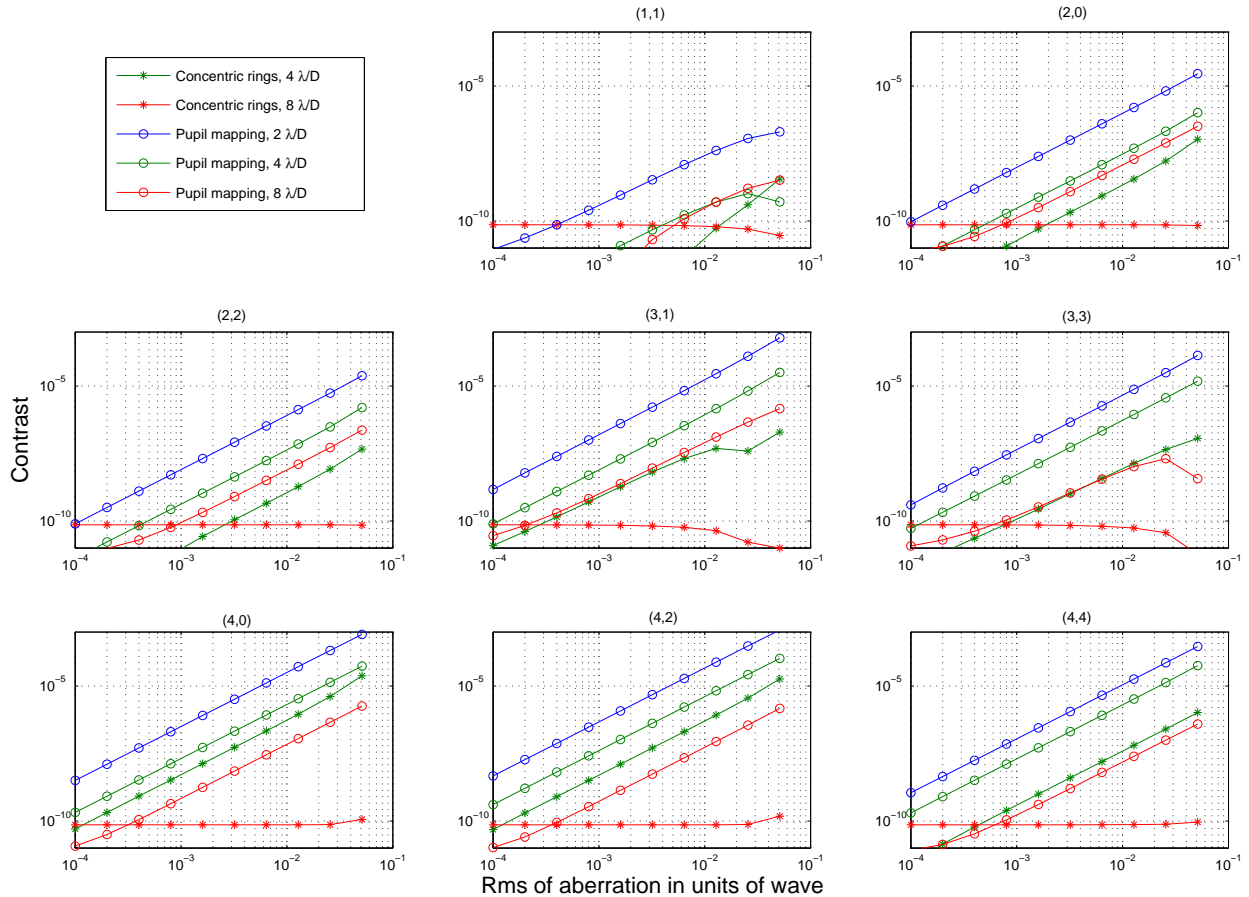 (1,1)
(2,0)
Concentric rings, 4 λ/D
Concentric rings, 8 λ/D
Pupil mapping, 2 λ/D
Pupil mapping, 4 λ/D
Pupil mapping, 8 λ/D
10⁻⁵
10⁻¹⁰
10⁻⁴ 10⁻³ 10⁻² 10⁻¹
10⁻⁵
10⁻¹⁰
10⁻⁴ 10⁻³ 10⁻² 10⁻¹
(2,2)
(3,1)
(3,3)
Contrast
10⁻⁵
10⁻¹⁰
10⁻⁴ 10⁻³ 10⁻² 10⁻¹
10⁻⁵
10⁻¹⁰
10⁻⁴ 10⁻³ 10⁻² 10⁻¹
10⁻⁵
10⁻¹⁰
10⁻⁴ 10⁻³ 10⁻² 10⁻¹
(4,0)
(4,2)
(4,4)
10⁻⁵
10⁻¹⁰
10⁻⁴ 10⁻³ 10⁻² 10⁻¹
10⁻⁵
10⁻¹⁰
10⁻⁴ 10⁻³ 10⁻² 10⁻¹
10⁻⁵
10⁻¹⁰
10⁻⁴ 10⁻³ 10⁻² 10⁻¹
Rms of aberration in units of wave